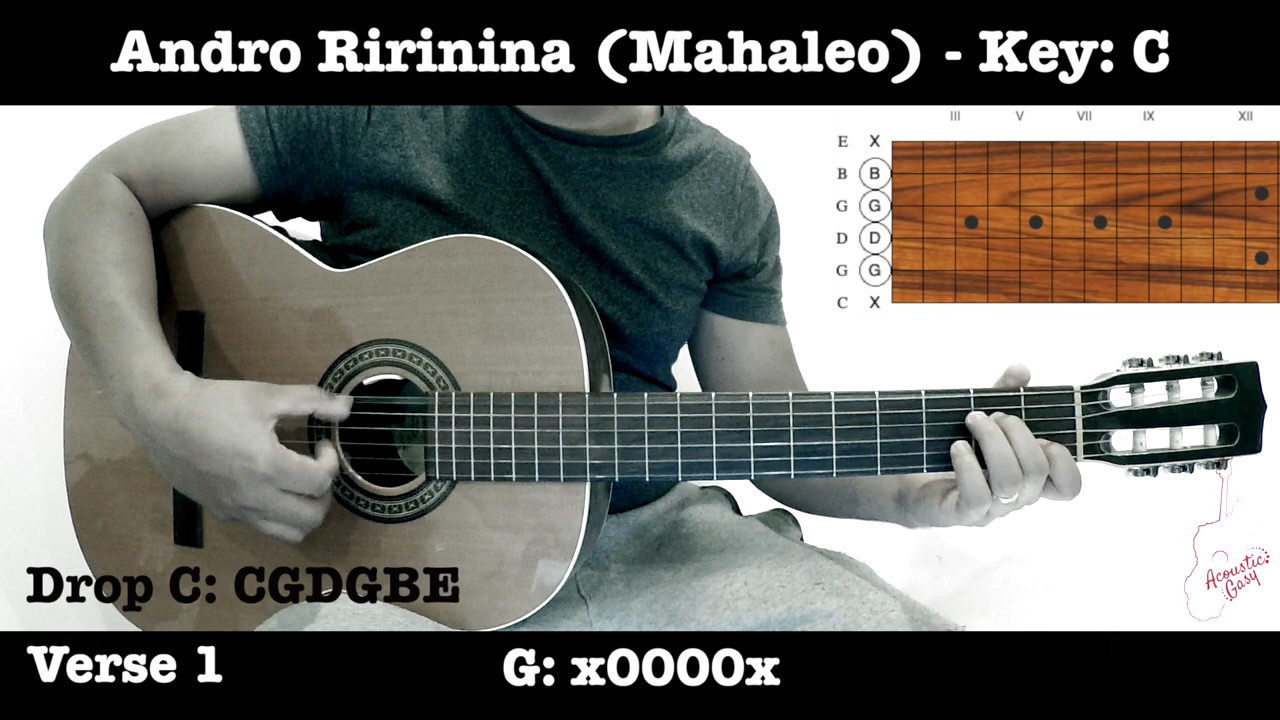 Andro Ririnina (Mahaleo) - Key: C
III V VII IX XII
E X
B B
G G
D D
G G
C X
Drop C: CGDGBE
Acoustic
Gasy
Verse 1
G: x0000x